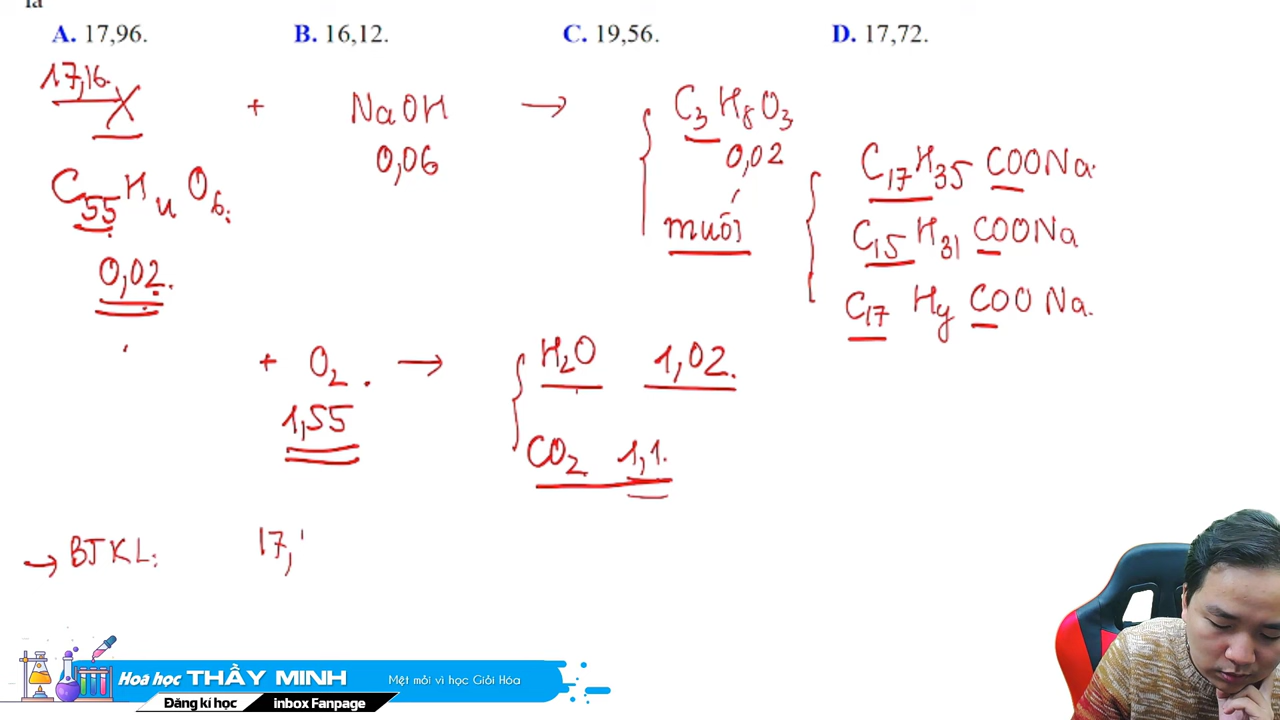 là
A. 17,96. B. 16,12. C. 19,56. D. 17,72.
17,16.
X + NaOH → C3H8O3
0,06 0,02
C55HuO6. muối
0,02.
C17H35COONa.
C15H31COONa
C17HyCOONa.
+ O2. → H2O 1,02.
1,55 CO2 1,1.
→ BTKL: 17,
Hoá học THẦY MINH
Mệt mỏi vì học Giỏi Hóa
Đăng kí học inbox Fanpage